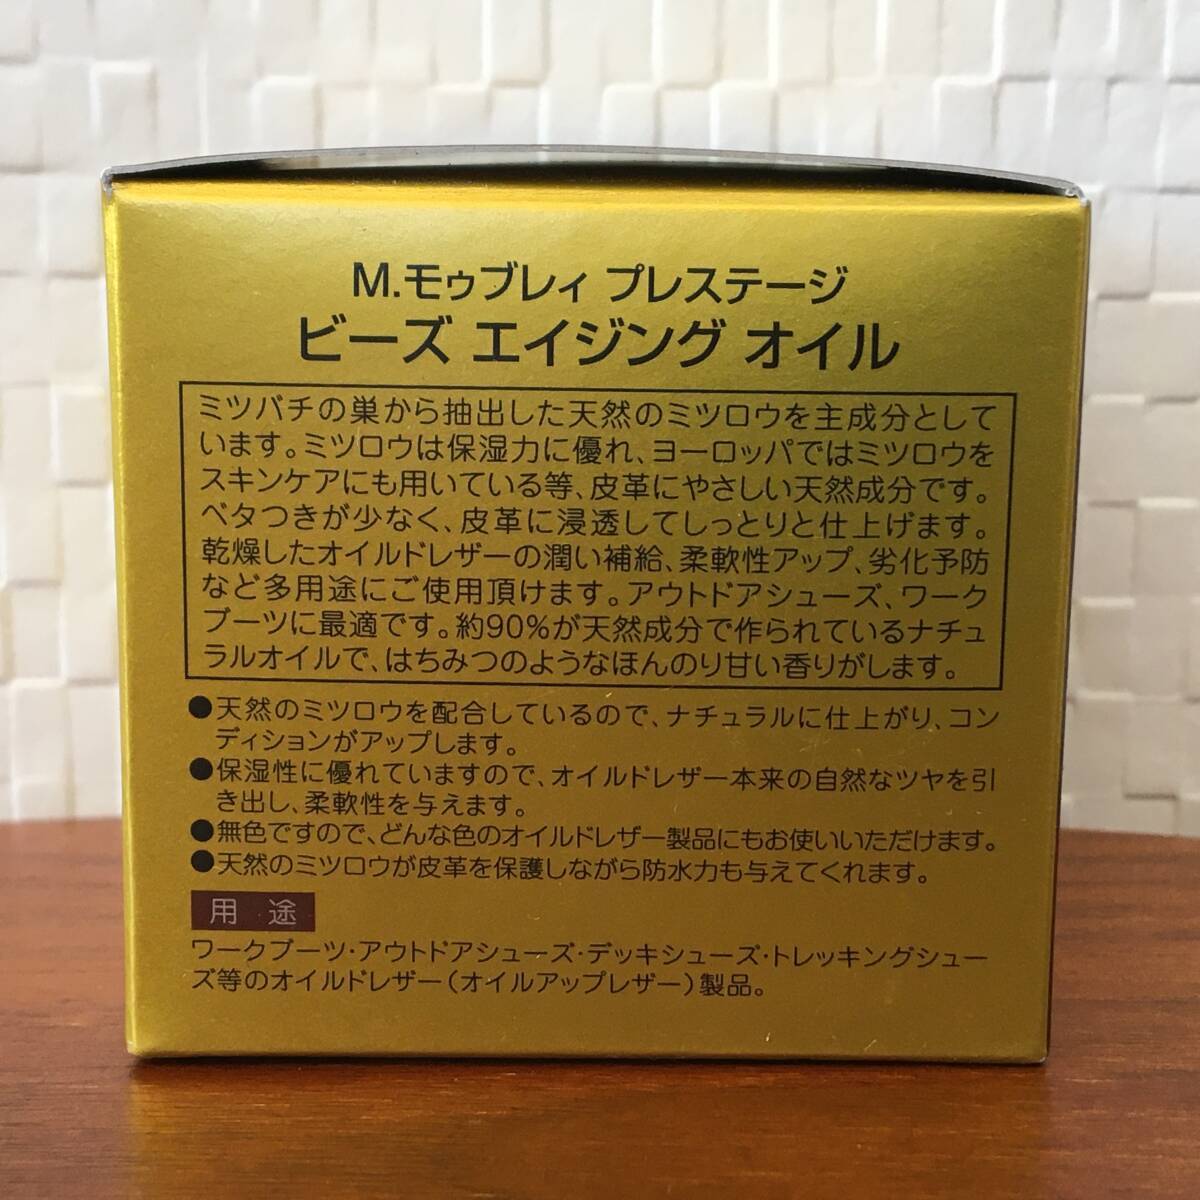 M.モゥブレィ プレステージ
ビーズ エイジング オイル
ミツバチの巣から抽出した天然のミツロウを主成分として
います。ミツロウは保湿力に優れ、ヨーロッパではミツロウを
スキンケアにも用いている等、皮革にやさしい天然成分です。
ベタつきが少なく、皮革に浸透してしっとりと仕上げます。
乾燥したオイルドレザーの潤い補給、柔軟性アップ、劣化予防
など多用途にご使用頂けます。アウトドアシューズ、ワーク
ブーツに最適です。約90%が天然成分で作られているナチュ
ラルオイルで、はちみつのようなほんのり甘い香りがします。
●天然のミツロウを配合しているので、ナチュラルに仕上がり、コン
ディションがアップします。
●保湿性に優れていますので、オイルドレザー本来の自然なツヤを引
き出し、柔軟性を与えます。
●無色ですので、どんな色のオイルドレザー製品にもお使いいただけます。
●天然のミツロウが皮革を保護しながら防水力も与えてくれます。
用 途
ワークブーツ・アウトドアシューズ・デッキシューズ・トレッキングシュー
ズ等のオイルドレザー(オイルアップレザー)製品。